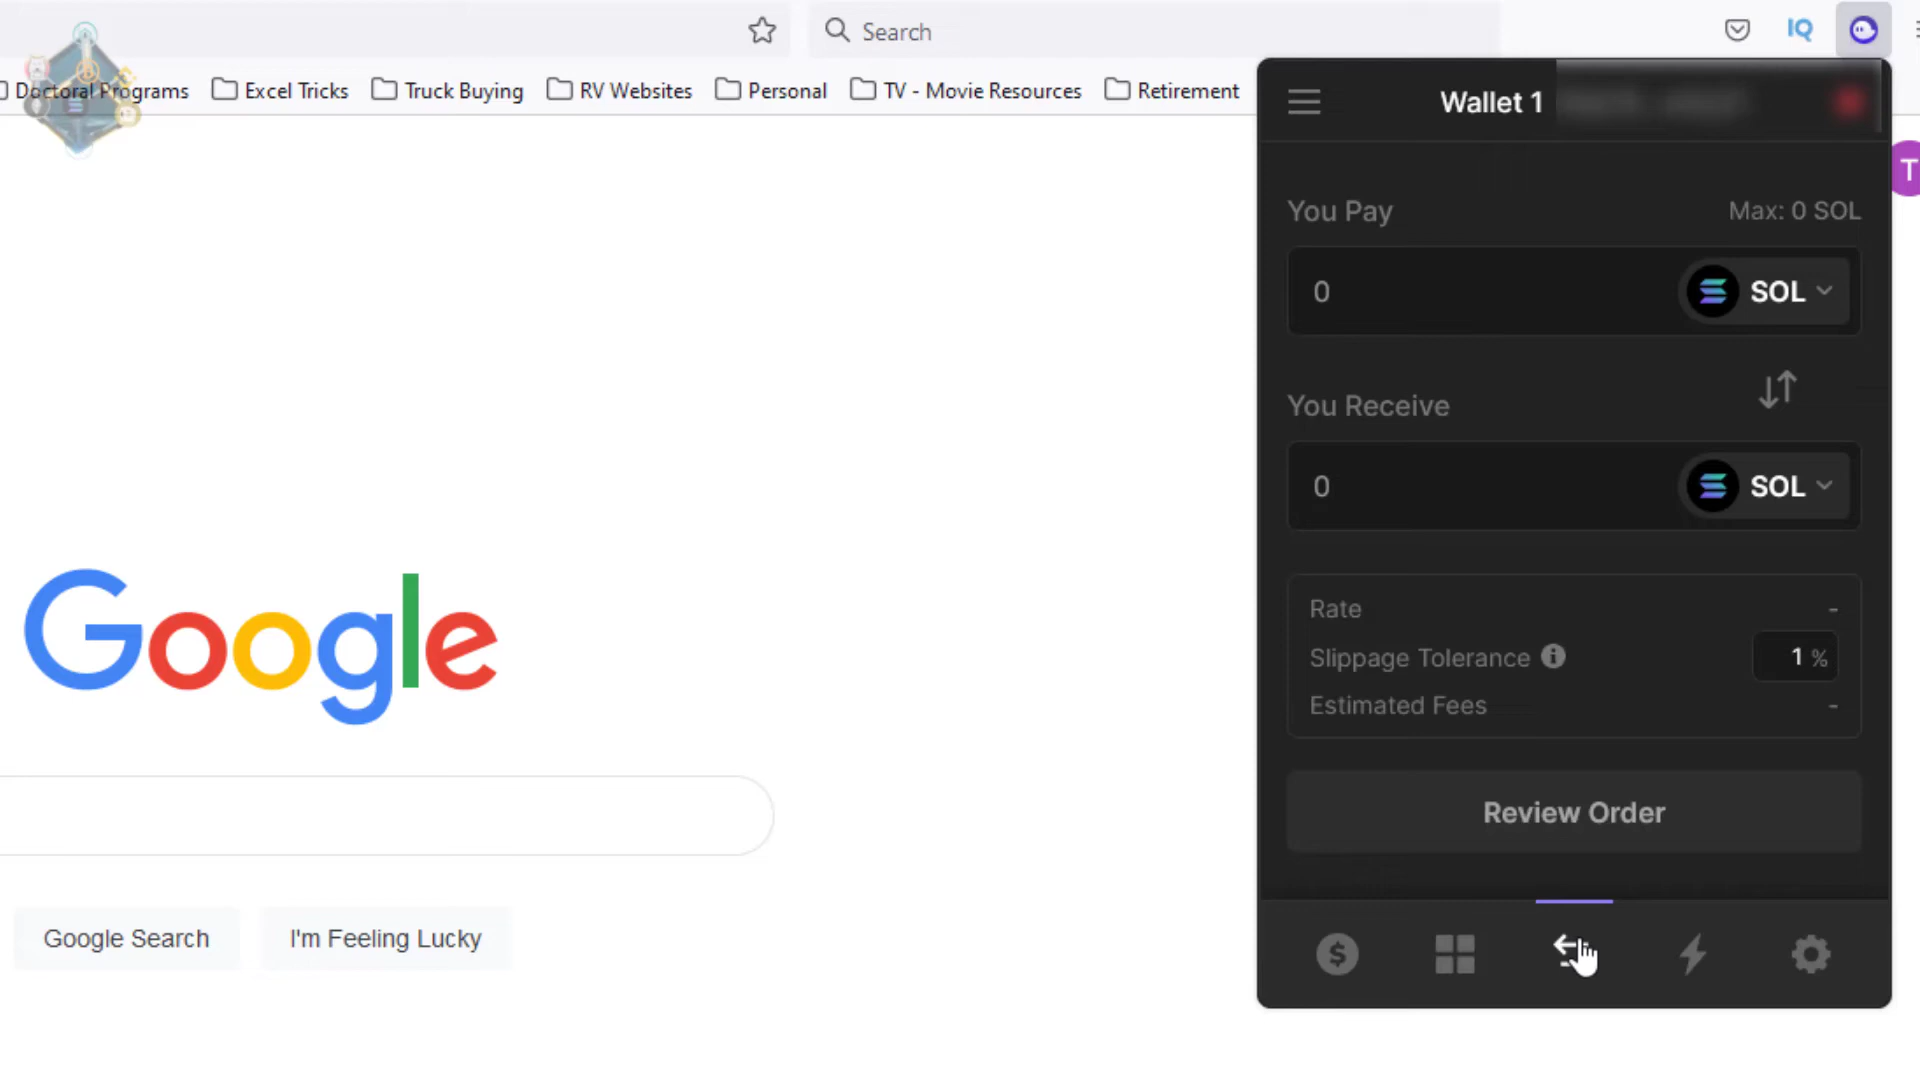 Search
IQ
Doctoral Programs
Excel Tricks
Truck Buying
RV Websites
Personal
TV - Movie Resources
Retirement
Wallet 1
T
You Pay
Max: 0 SOL
0
SOL
You Receive
0
SOL
Rate
-
Slippage Tolerance
1 %
Estimated Fees
-
Review Order
Google
Google Search
I'm Feeling Lucky